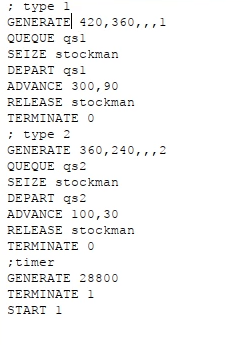 ; type 1
GENERATE 420,360,,,1
QUEQUE qs1
SEIZE stockman
DEPART qs1
ADVANCE 300,90
RELEASE stockman
TERMINATE 0
; type 2
GENERATE 360,240,,,2
QUEQUE qs2
SEIZE stockman
DEPART qs2
ADVANCE 100,30
RELEASE stockman
TERMINATE 0
;timer
GENERATE 28800
TERMINATE 1
START 1